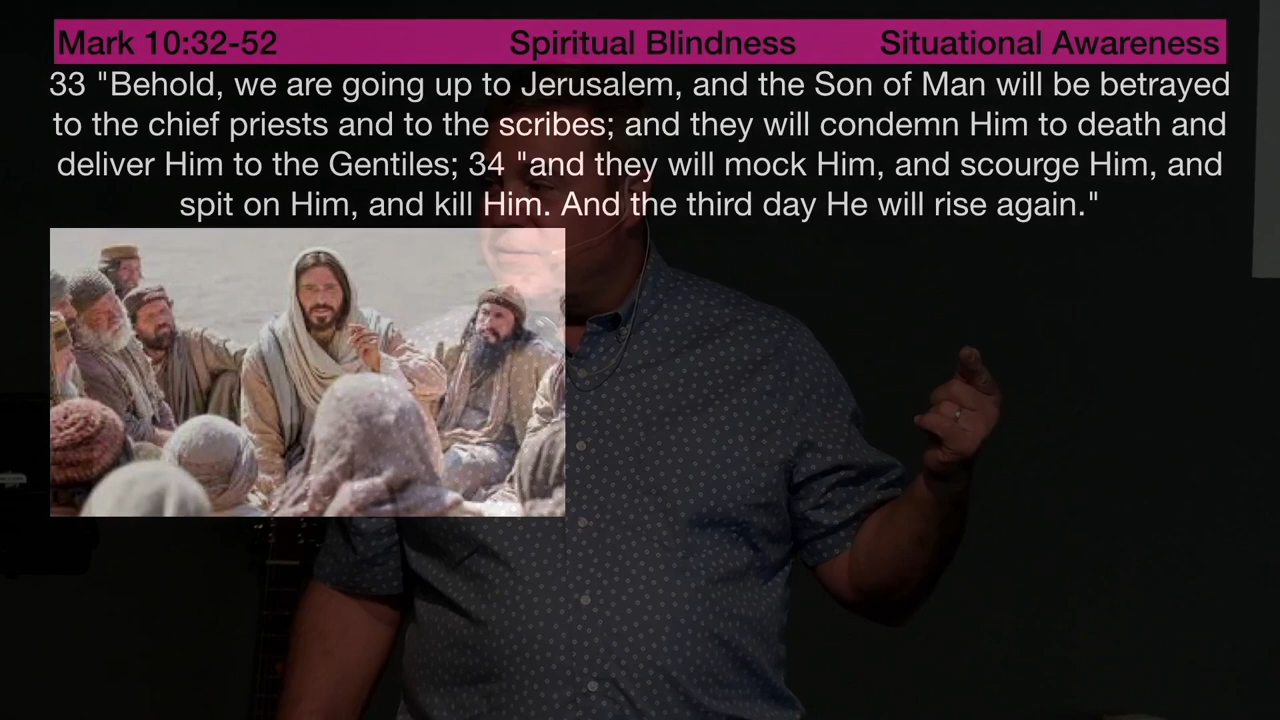 Mark 10:32-52 Spiritual Blindness Situational Awareness
33 "Behold, we are going up to Jerusalem, and the Son of Man will be betrayed
to the chief priests and to the scribes; and they will condemn Him to death and
deliver Him to the Gentiles; 34 "and they will mock Him, and scourge Him, and
spit on Him, and kill Him. And the third day He will rise again."